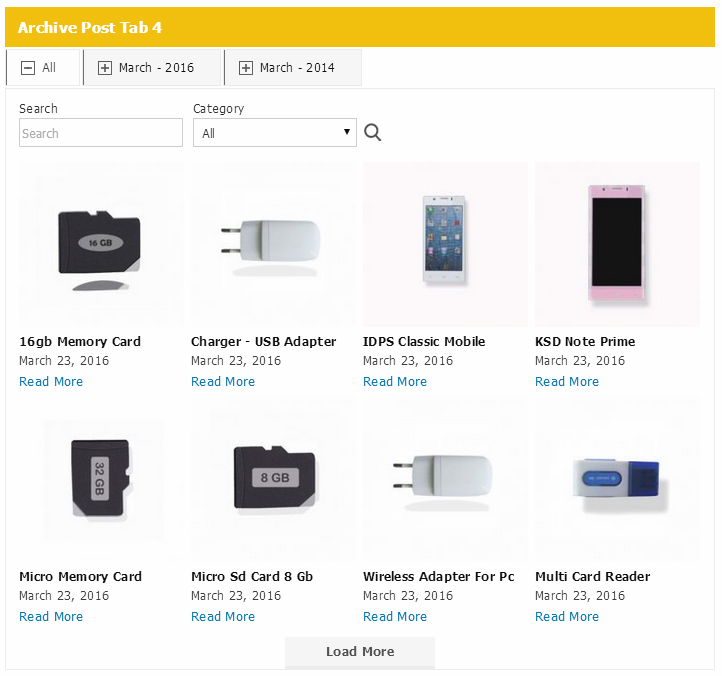 Archive Post Tab 4
All
March - 2016
March - 2014
Search
Category
Search
All
16 GB
16gb Memory Card
Charger - USB Adapter
IDPS Classic Mobile
KSD Note Prime
March 23, 2016
March 23, 2016
March 23, 2016
March 23, 2016
Read More
Read More
Read More
Read More
32 GB
8 GB
Micro Memory Card
Micro Sd Card 8 Gb
Wireless Adapter For Pc
Multi Card Reader
March 23, 2016
March 23, 2016
March 23, 2016
March 23, 2016
Read More
Read More
Read More
Read More
Load More